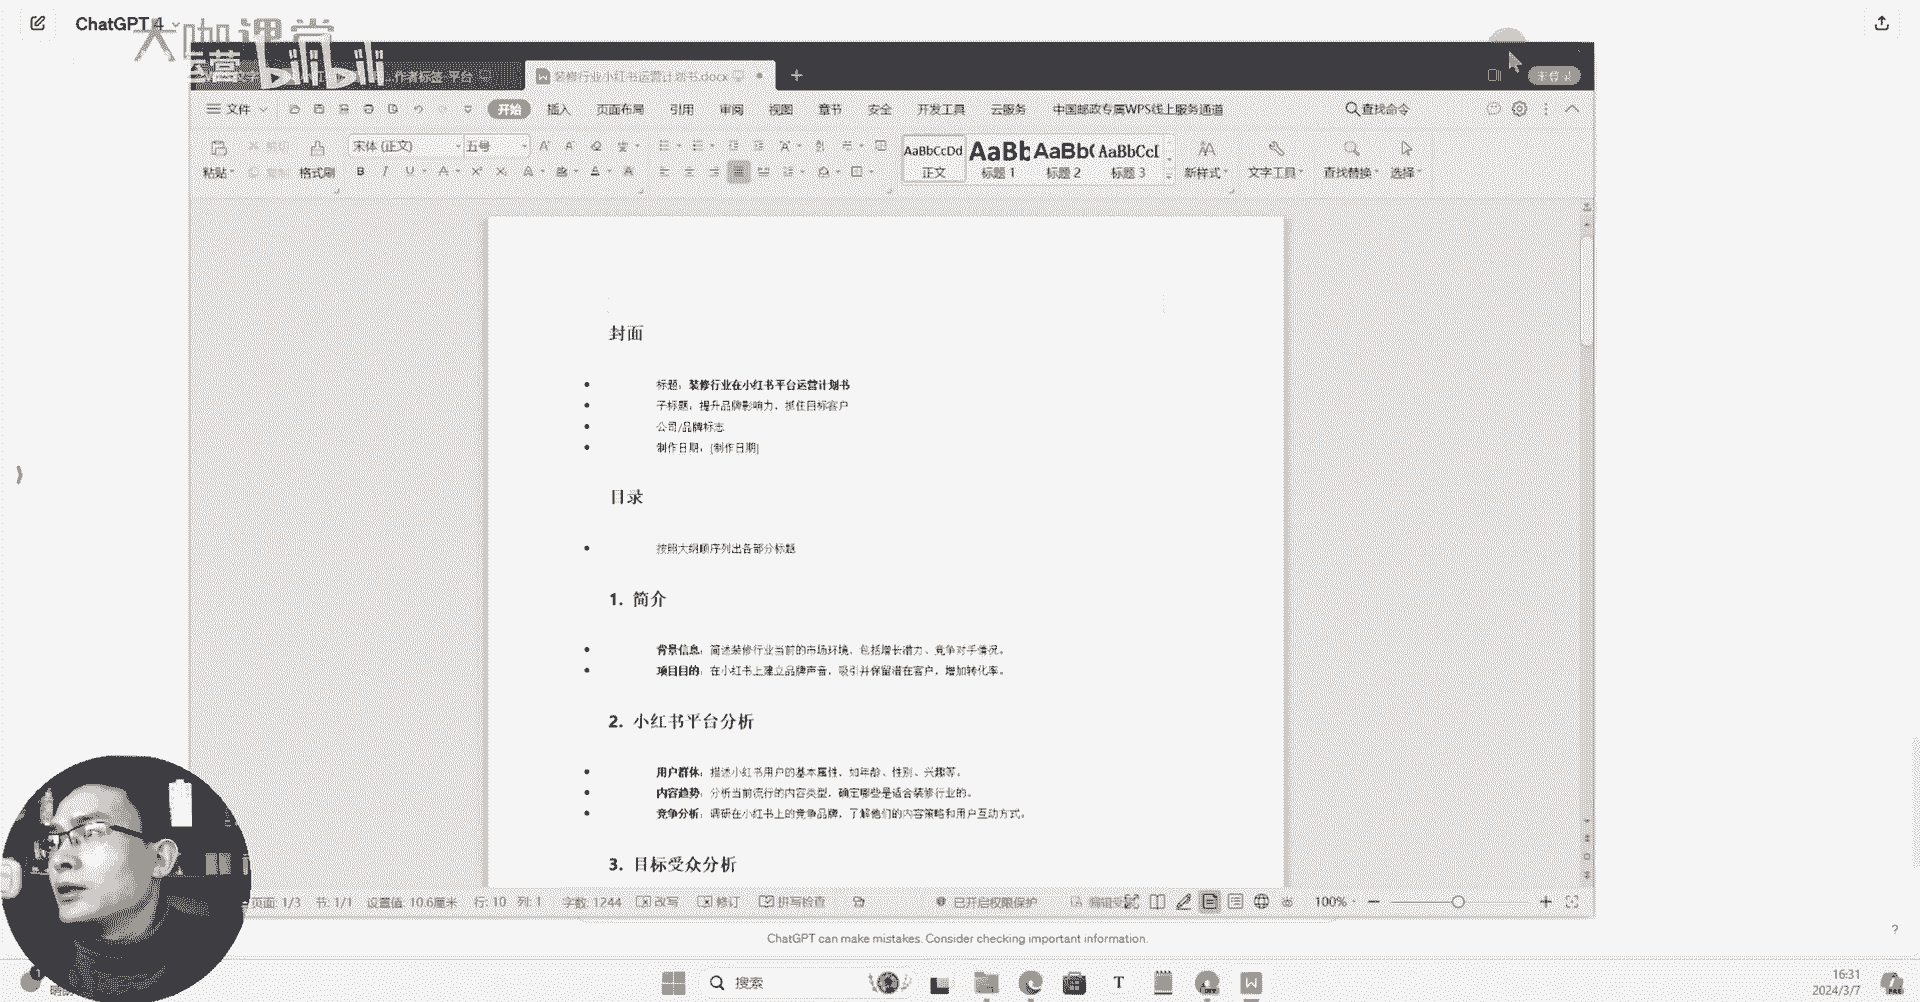 ChatGPT 4
大咖课堂
运营 bilibili
作者标签·平台
装修行业小红书运营计划书.docx
文件 开始 插入 页面布局 引用 审阅 视图 章节 安全 开发工具 云服务 中国邮政专属WPS线上服务通道 查找命令
宋体 (正文) 五号
粘贴 格式刷
AaBbCcDd AaBb AaBb( AaBbCcI
正文 标题 1 标题 2 标题 3 新样式 文字工具 查找替换 选择
封面
标题：装修行业在小红书平台运营计划书
子标题：提升品牌影响力，抓住目标客户
公司/品牌标志
制作日期：[制作日期]
目录
按照大纲顺序列出各部分标题
1. 简介
背景信息：简述装修行业当前的市场环境，包括增长潜力、竞争对手情况。
项目目的：在小红书上建立品牌声音，吸引并保留潜在客户，增加转化率。
2. 小红书平台分析
用户群体：描述小红书用户的基本属性，如年龄、性别、兴趣等。
内容趋势：分析当前流行的内容类型，确定哪些是适合装修行业的。
竞争分析：调研在小红书上的竞争品牌，了解他们的内容策略和用户互动方式。
3. 目标受众分析
页面: 1/3 节: 1/1 设置值: 10.6厘米 行: 10 列: 1 字数: 1244 改写 修订 拼写检查 已开启权限保护 100%
ChatGPT can make mistakes. Consider checking important information.
?
搜索
16:31
2024/3/7